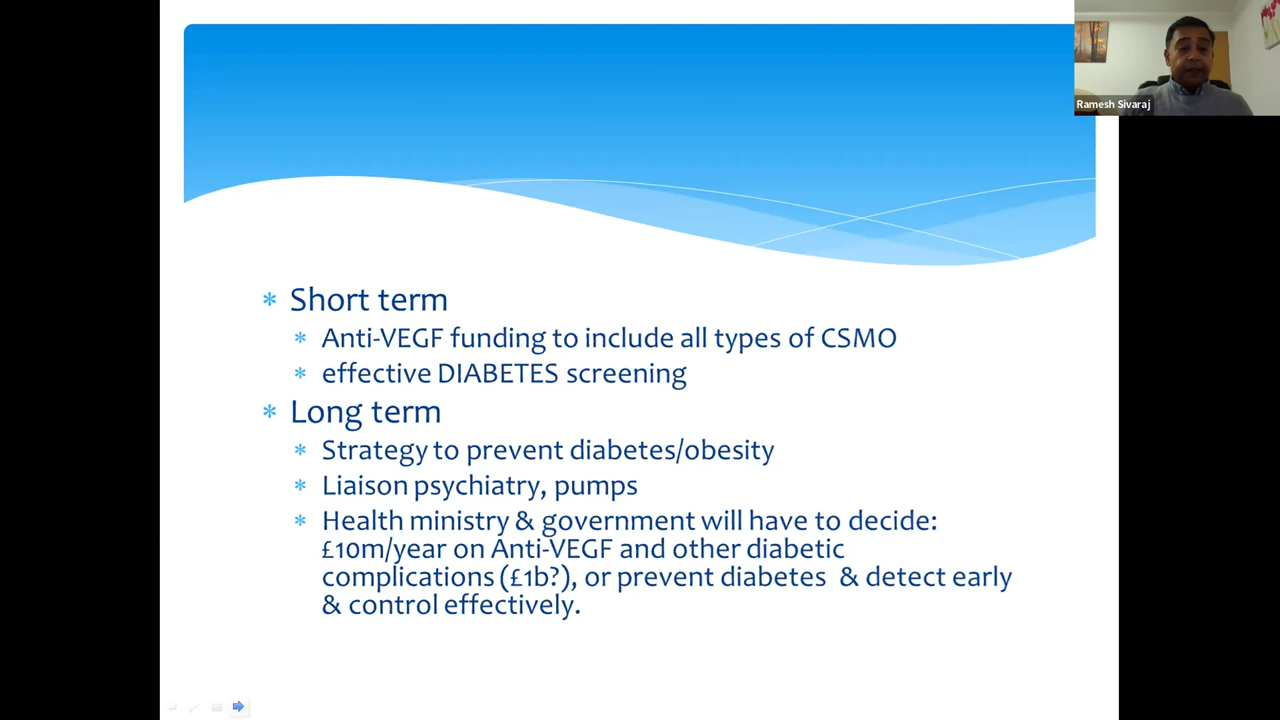 Ramesh Sivaraj
* Short term
* Anti-VEGF funding to include all types of CSMO
* effective DIABETES screening
* Long term
* Strategy to prevent diabetes/obesity
* Liaison psychiatry, pumps
* Health ministry & government will have to decide:
£10m/year on Anti-VEGF and other diabetic
complications (£1b?), or prevent diabetes & detect early
& control effectively.